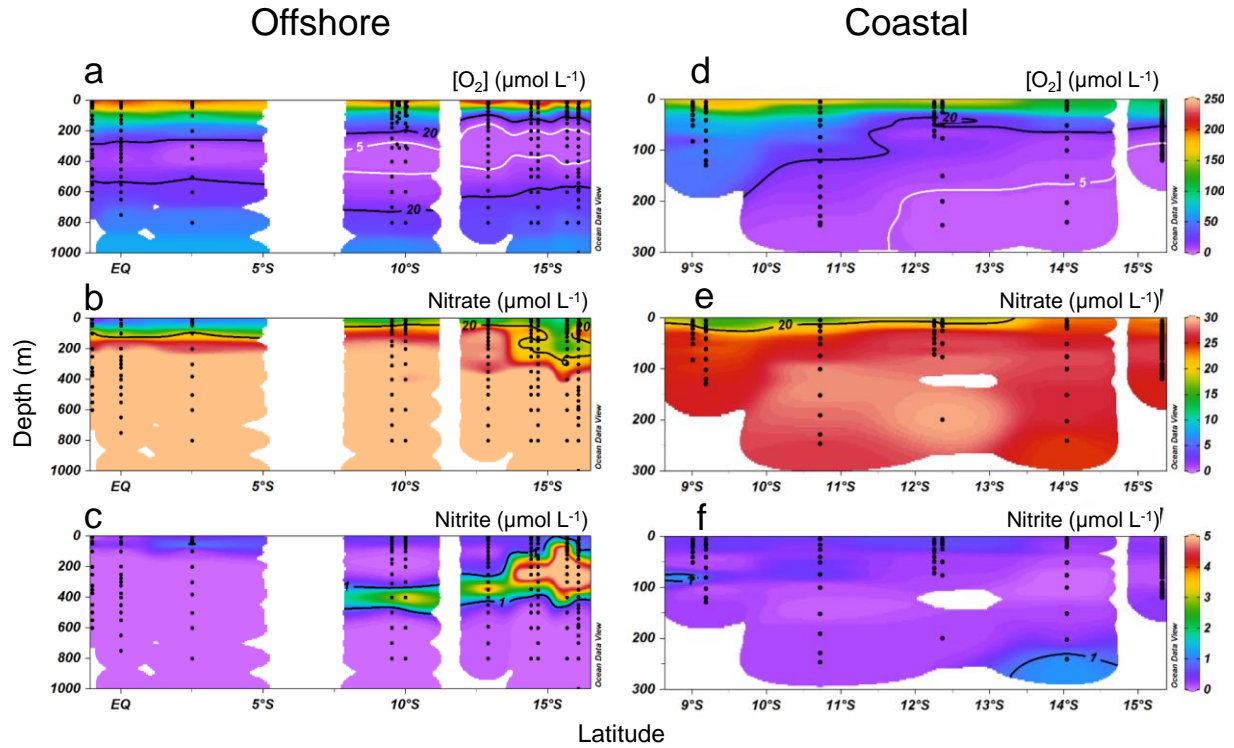 Offshore
Coastal
a
[O₂] (µmol L⁻¹)
0
200
400
600
800
1000
20
5
20
EQ
5°S
10°S
15°S
Ocean Data View
d
[O₂] (µmol L⁻¹)
0
100
200
300
20
5
9°S
10°S
11°S
12°S
13°S
14°S
15°S
Ocean Data View
250
200
150
100
50
0
b
Nitrate (µmol L⁻¹)
0
200
400
600
800
1000
20
20
EQ
5°S
10°S
15°S
Ocean Data View
e
Nitrate (µmol L⁻¹)
0
100
200
300
20
9°S
10°S
11°S
12°S
13°S
14°S
15°S
Ocean Data View
30
25
20
15
10
5
0
c
Nitrite (µmol L⁻¹)
0
200
400
600
800
1000
1
1
1
EQ
5°S
10°S
15°S
Ocean Data View
f
Nitrite (µmol L⁻¹)
0
100
200
300
1
1
9°S
10°S
11°S
12°S
13°S
14°S
15°S
Ocean Data View
5
4
3
2
1
0
Depth (m)
Latitude